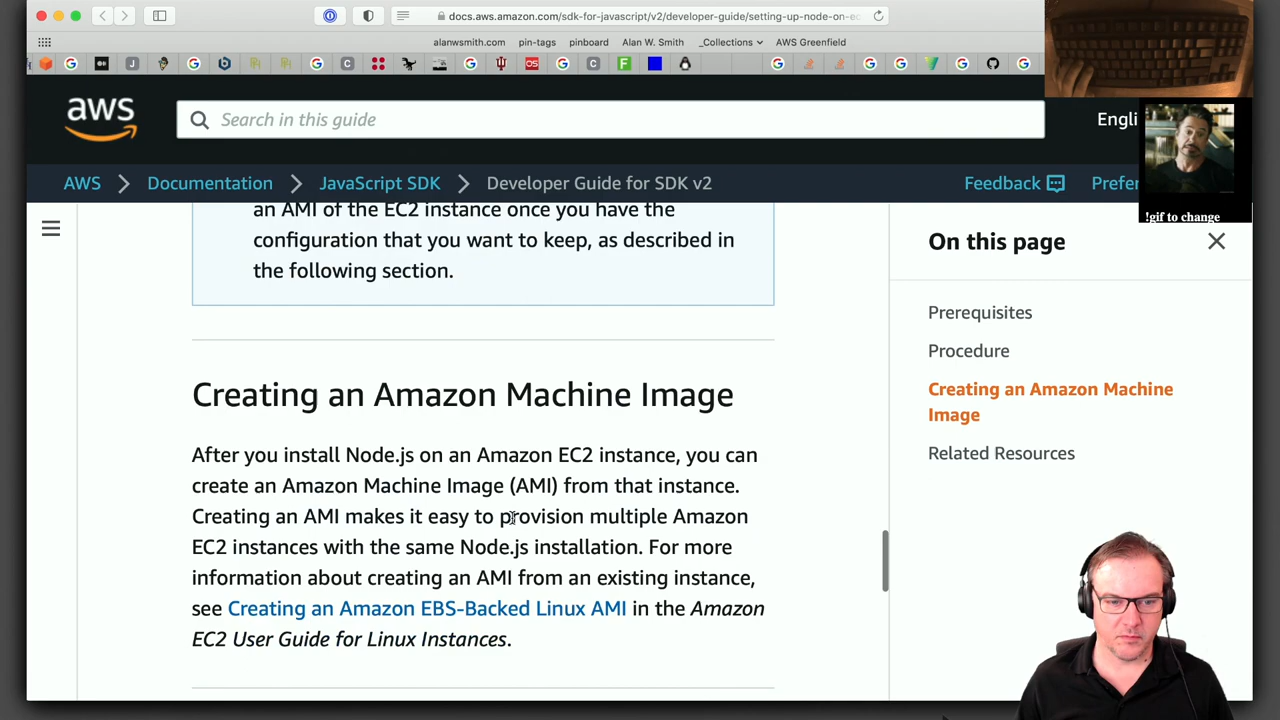 docs.aws.amazon.com/sdk-for-javascript/v2/developer-guide/setting-up-node-on-ec
alanwsmith.com pin-tags pinboard Alan W. Smith _Collections AWS Greenfield
aws
Search in this guide
Engli
AWS Documentation JavaScript SDK Developer Guide for SDK v2 Feedback Prefer
!gif to change
an AMI of the EC2 instance once you have the
configuration that you want to keep, as described in
the following section.
Creating an Amazon Machine Image
After you install Node.js on an Amazon EC2 instance, you can
create an Amazon Machine Image (AMI) from that instance.
Creating an AMI makes it easy to provision multiple Amazon
EC2 instances with the same Node.js installation. For more
information about creating an AMI from an existing instance,
see Creating an Amazon EBS-Backed Linux AMI in the Amazon
EC2 User Guide for Linux Instances.
On this page
Prerequisites
Procedure
Creating an Amazon Machine
Image
Related Resources